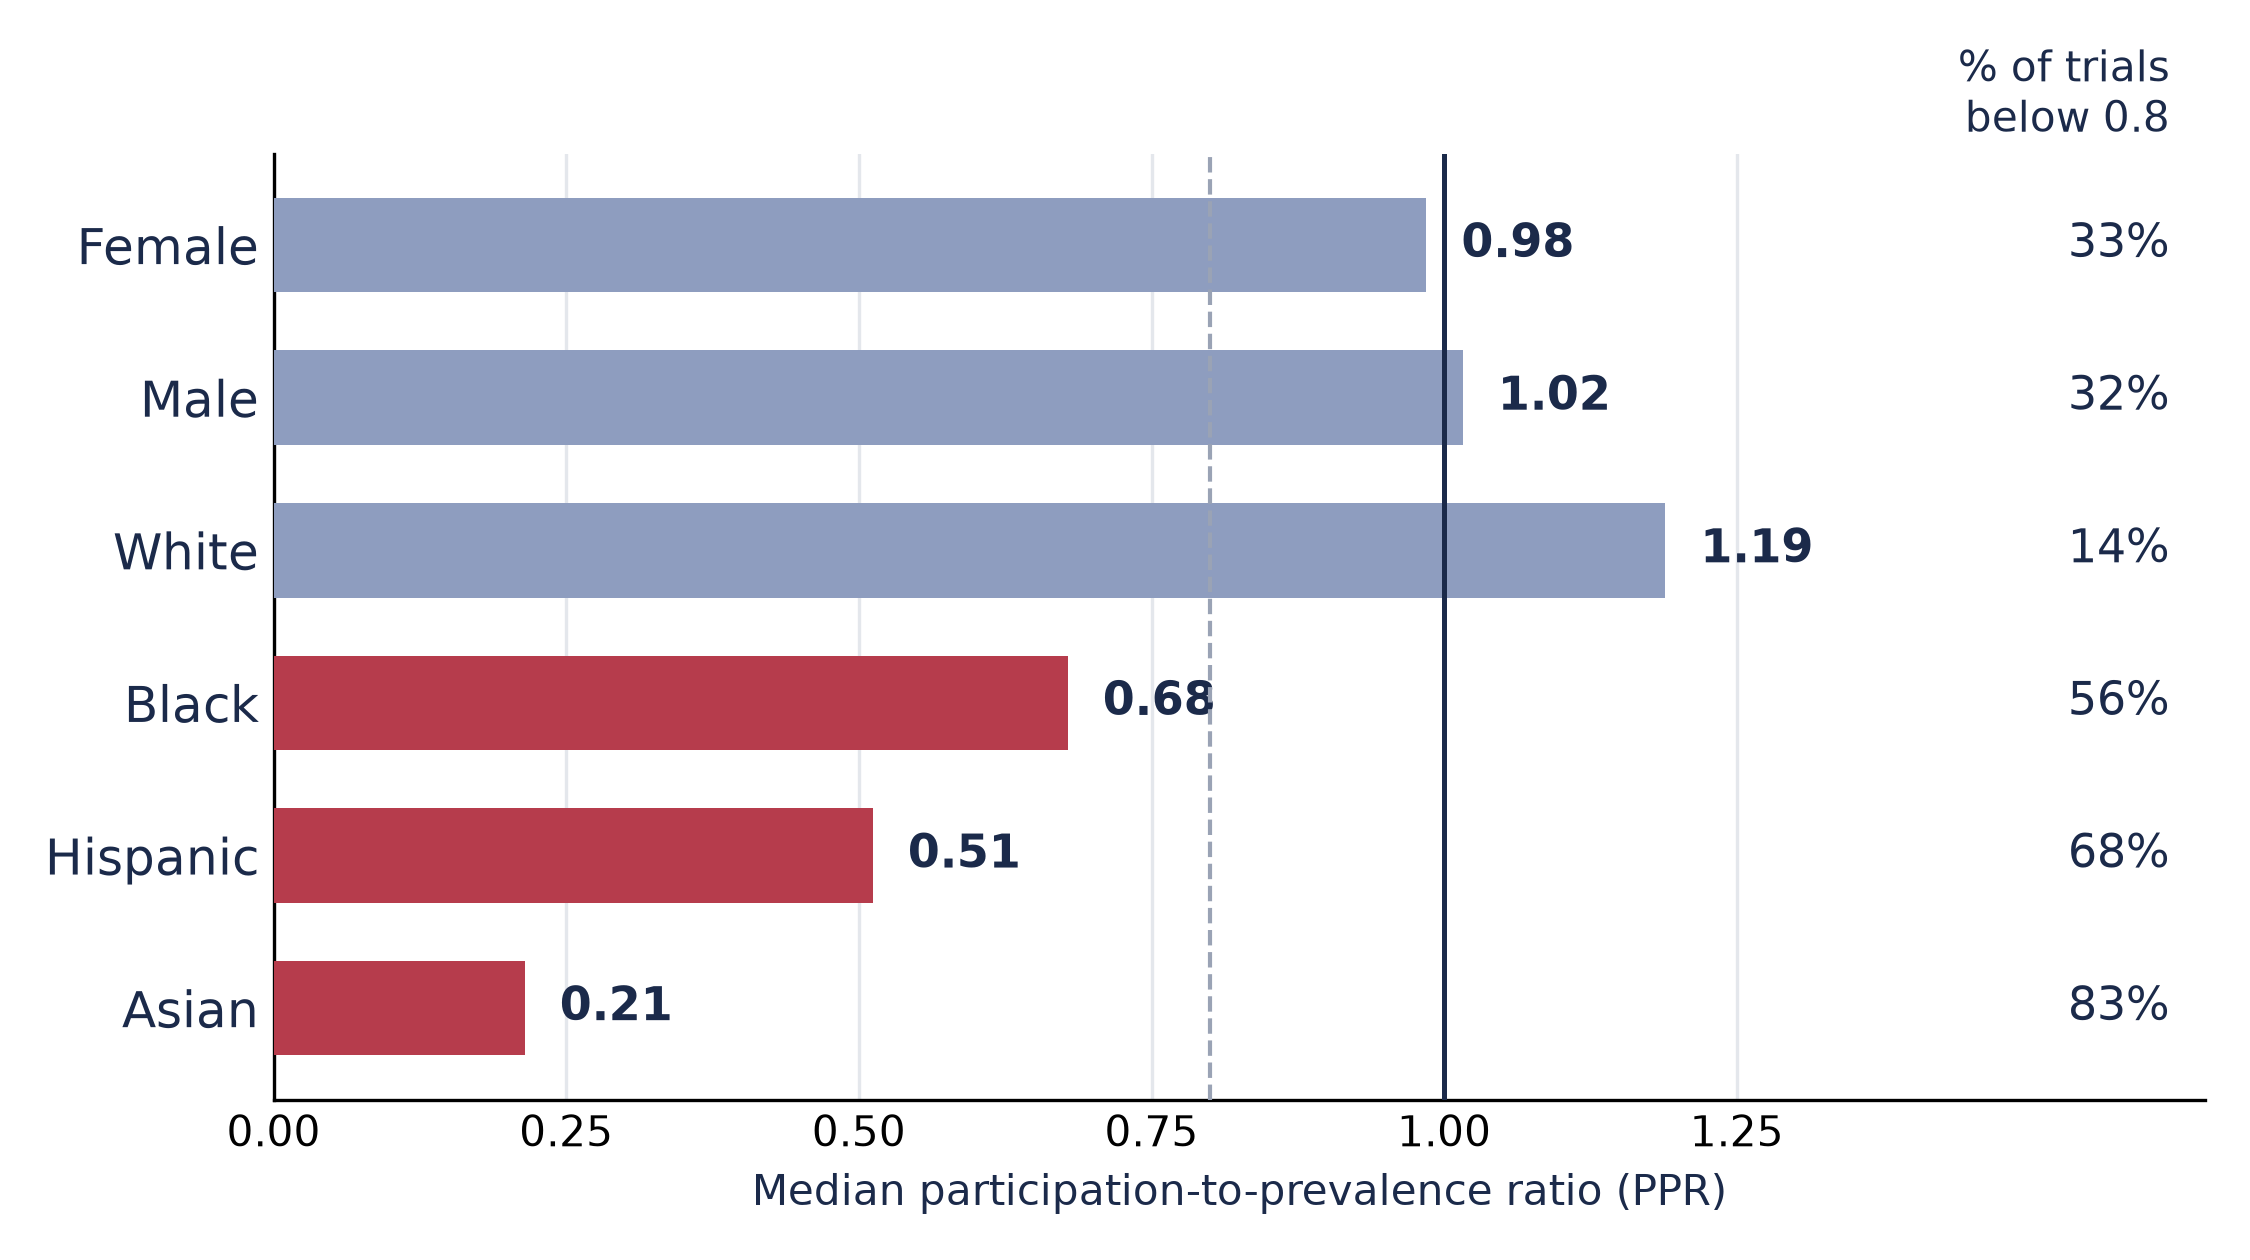 % of trials
below 0.8
Female 0.98 33%
Male 1.02 32%
White 1.19 14%
Black 0.68 56%
Hispanic 0.51 68%
Asian 0.21 83%
0.00 0.25 0.50 0.75 1.00 1.25
Median participation-to-prevalence ratio (PPR)